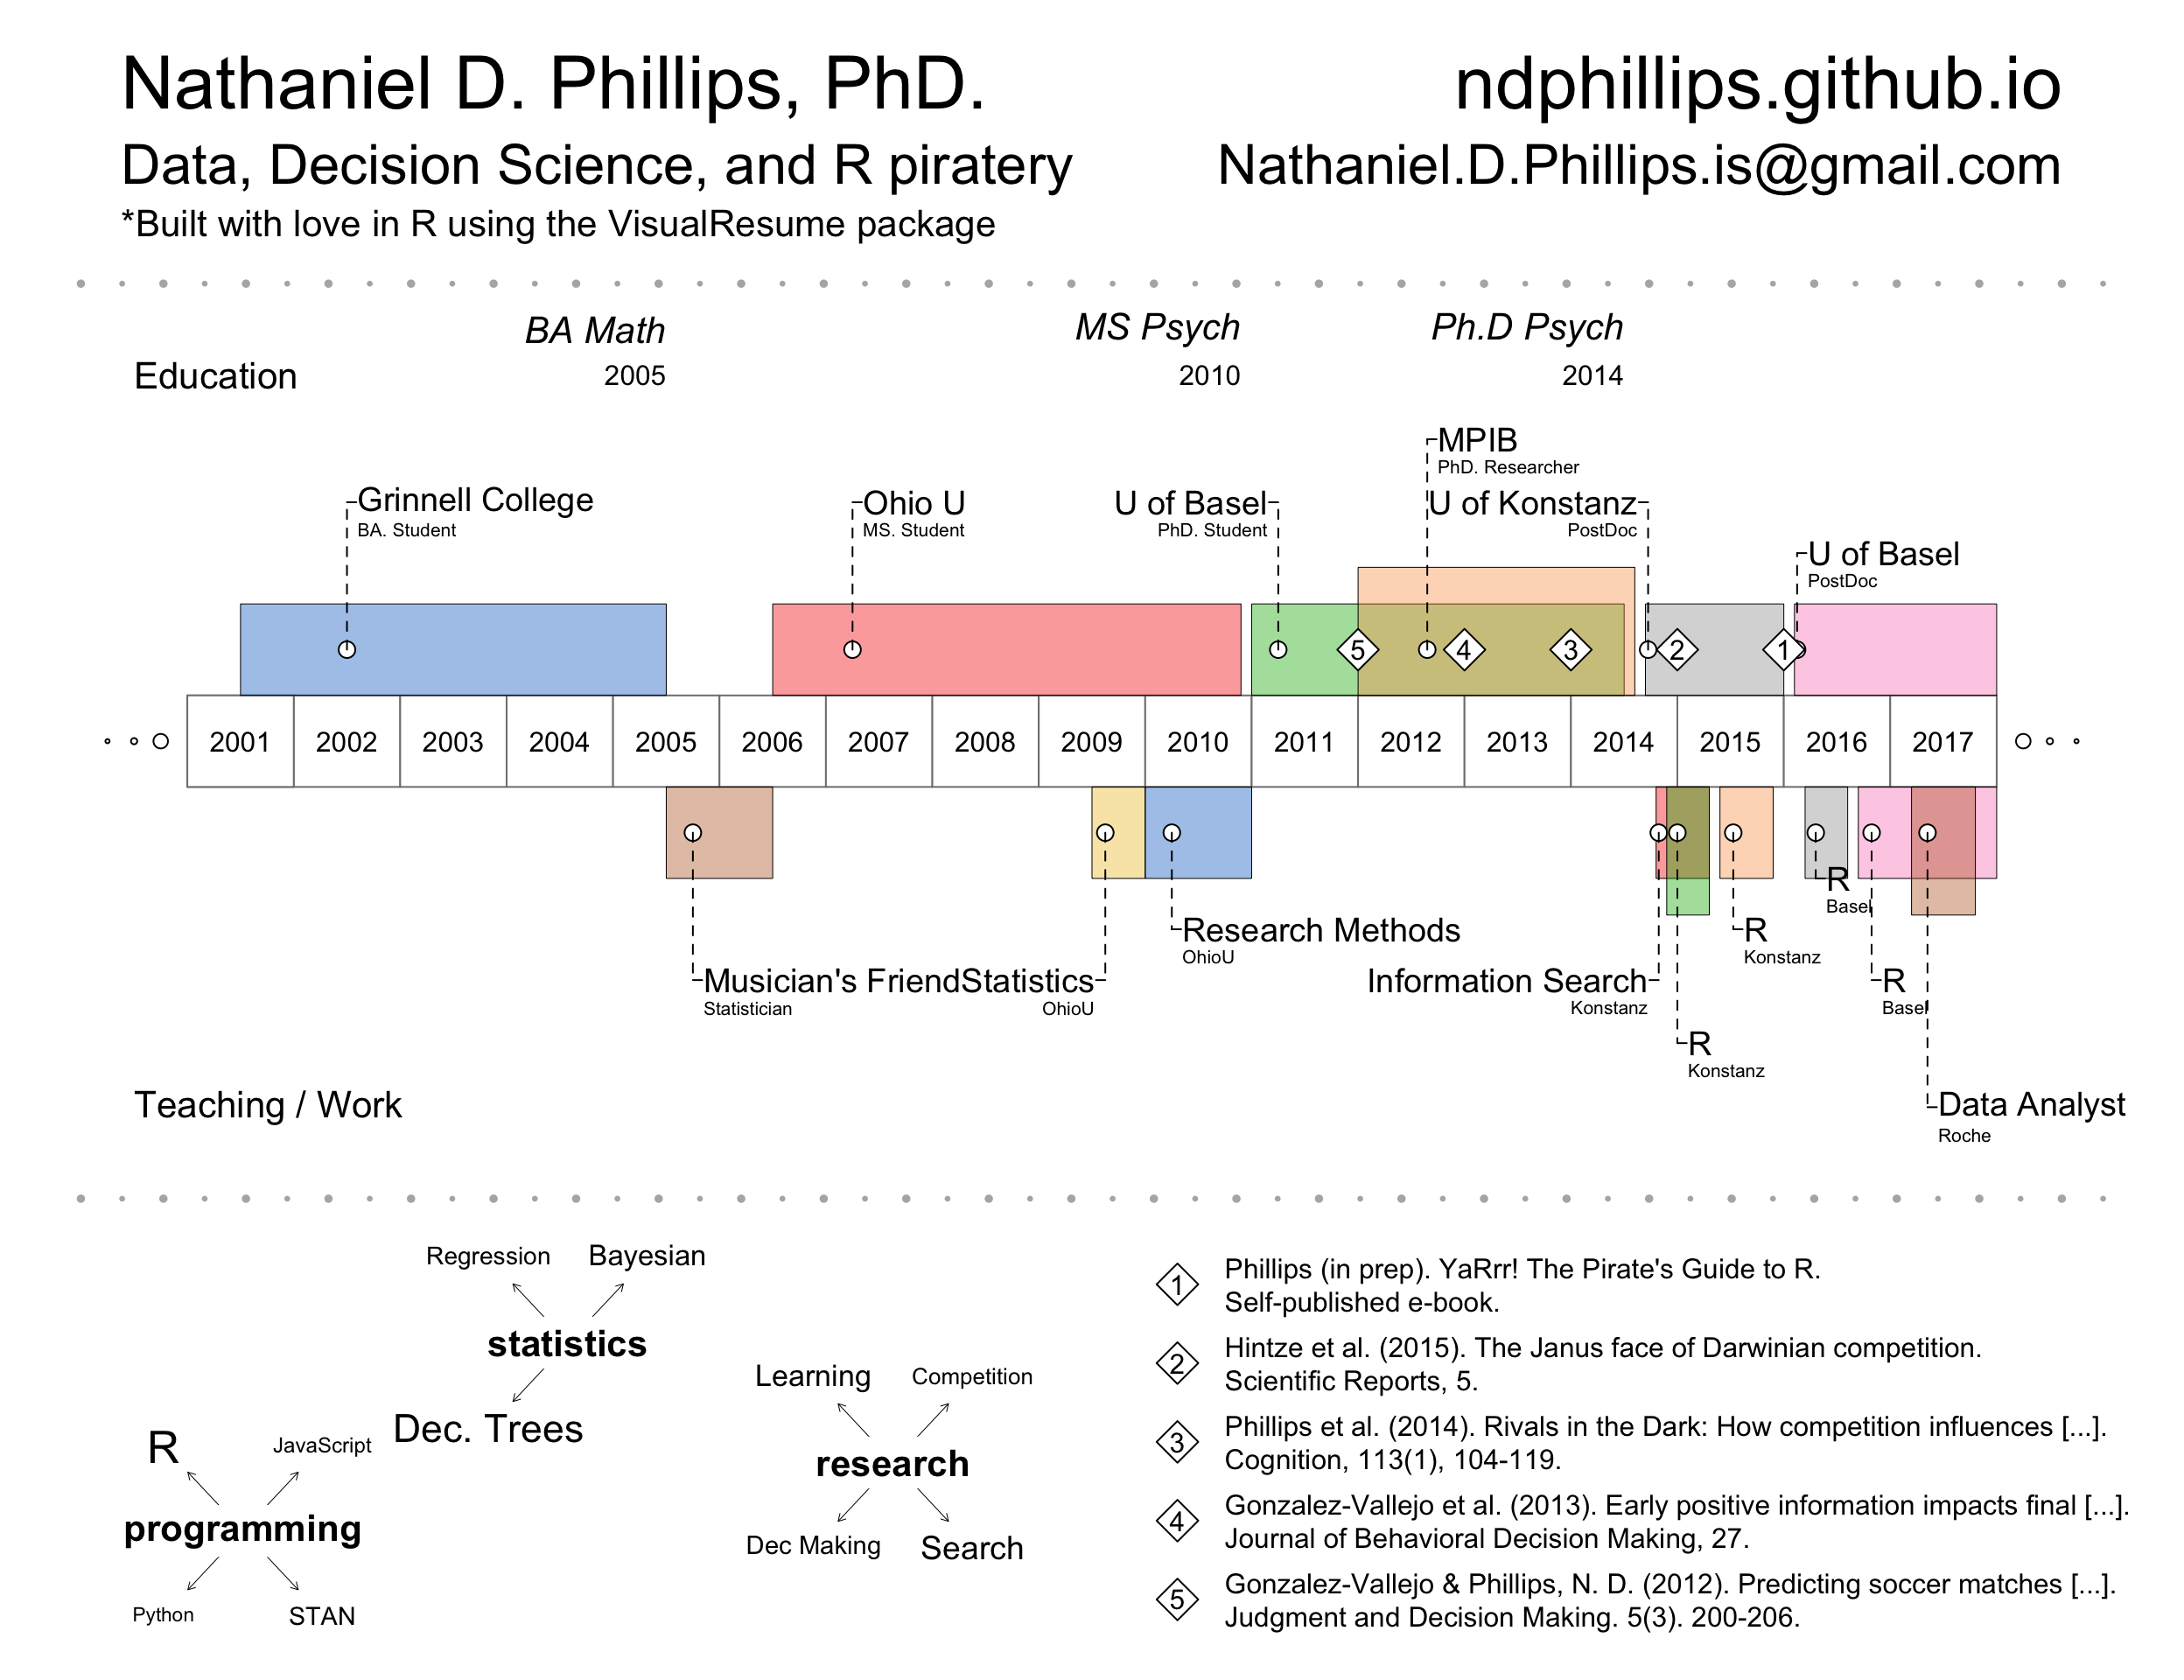 Nathaniel D. Phillips, PhD.
ndphillips.github.io
Data, Decision Science, and R piratery
Nathaniel.D.Phillips.is@gmail.com
*Built with love in R using the VisualResume package
BA Math
MS Psych
Ph.D Psych
Education
2005
2010
2014
MPIB
PhD. Researcher
Grinnell College
BA. Student
Ohio U
MS. Student
U of Basel
PhD. Student
U of Konstanz
PostDoc
U of Basel
PostDoc
5
4
3
2
1
2001
2002
2003
2004
2005
2006
2007
2008
2009
2010
2011
2012
2013
2014
2015
2016
2017
R
Basel
Research Methods
OhioU
R
Konstanz
Musician's Friend
Statistician
Statistics
OhioU
Information Search
Konstanz
R
Basel
R
Konstanz
Teaching / Work
Data Analyst
Roche
Regression
Bayesian
statistics
Dec. Trees
Learning
Competition
research
Dec Making
Search
R
JavaScript
programming
Python
STAN
1
Phillips (in prep). YaRrr! The Pirate's Guide to R.
Self-published e-book.
2
Hintze et al. (2015). The Janus face of Darwinian competition.
Scientific Reports, 5.
3
Phillips et al. (2014). Rivals in the Dark: How competition influences [...].
Cognition, 113(1), 104-119.
4
Gonzalez-Vallejo et al. (2013). Early positive information impacts final [...].
Journal of Behavioral Decision Making, 27.
5
Gonzalez-Vallejo & Phillips, N. D. (2012). Predicting soccer matches [...].
Judgment and Decision Making. 5(3). 200-206.